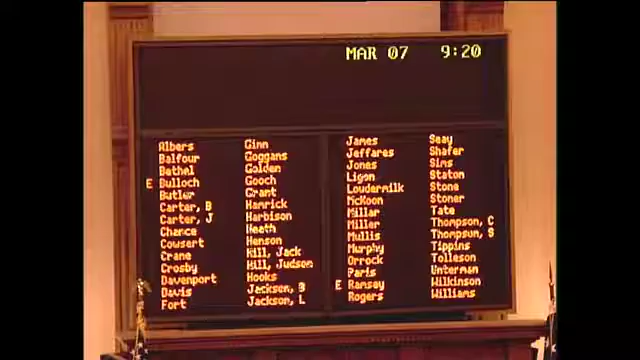 MAR 07 9:20
Albers
Balfour
Bethel
E Bulloch
Butler
Carter, B
Carter, J
Chance
Cowsert
Crane
Crosby
Davenport
Davis
Fort
Ginn
Goggans
Golden
Gooch
Grant
Hamrick
Harbison
Heath
Henson
Hill, Jack
Hill, Judson
Hooks
Jackson, B
Jackson, L
James
Jeffares
Jones
Ligon
Loudermilk
McKoon
Millar
Miller
Mullis
Murphy
Orrock
Paris
E Ramsey
Rogers
Seay
Shafer
Sims
Staton
Stone
Stoner
Tate
Thompson, C
Thompson, S
Tippins
Tolleson
Unterman
Wilkinson
Williams